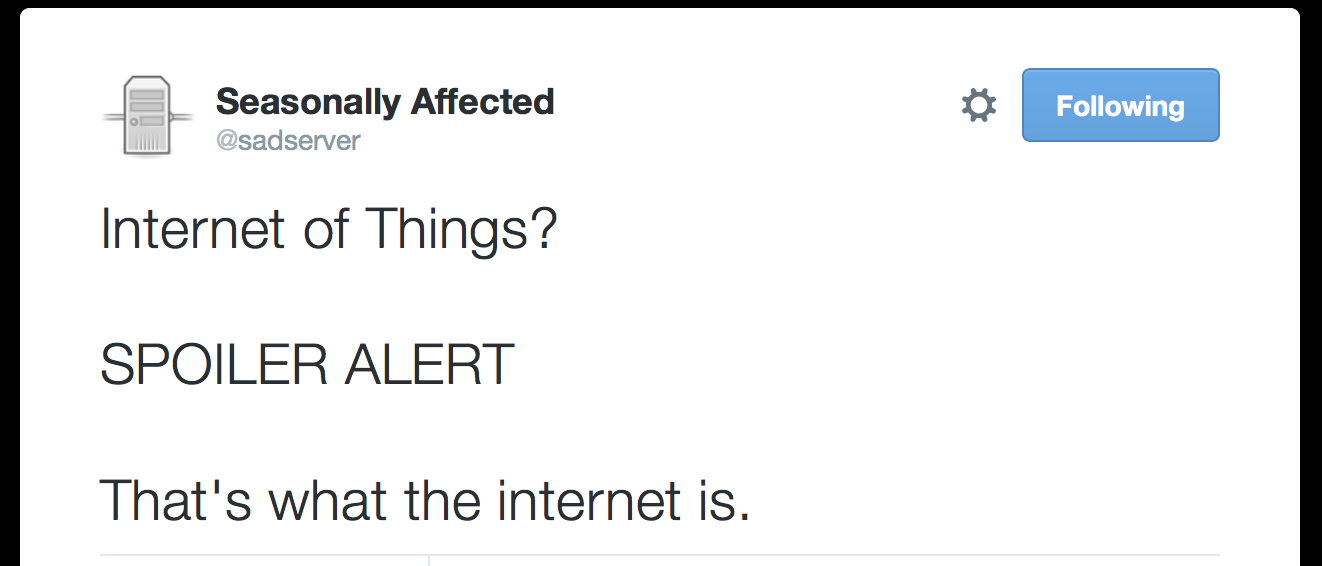 Seasonally Affected
@sadserver
Following
Internet of Things?
SPOILER ALERT
That's what the internet is.